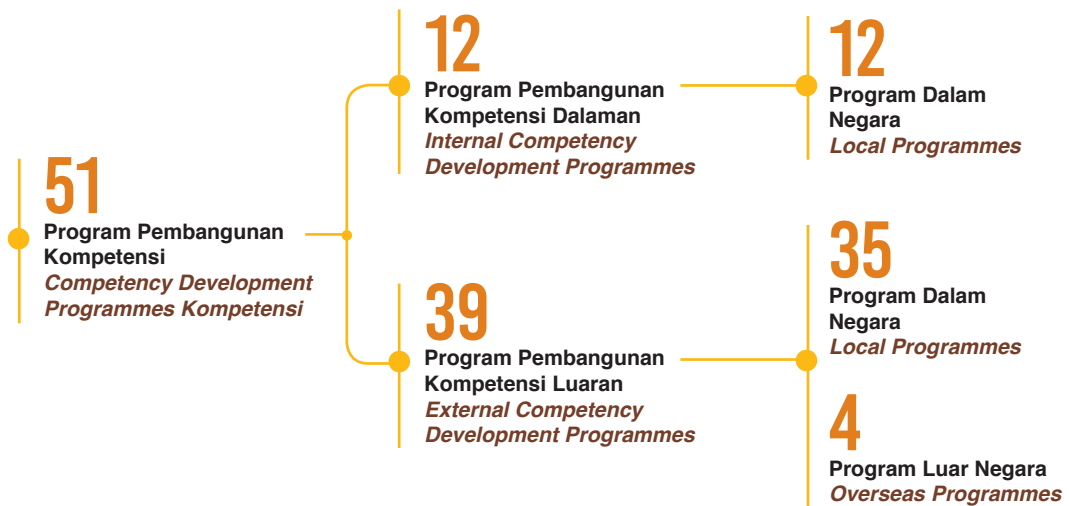 51
Program Pembangunan
Kompetensi
Competency Development
Programmes Kompetensi
12
Program Pembangunan
Kompetensi Dalaman
Internal Competency
Development Programmes
12
Program Dalam
Negara
Local Programmes
39
Program Pembangunan
Kompetensi Luaran
External Competency
Development Programmes
35
Program Dalam
Negara
Local Programmes
4
Program Luar Negara
Overseas Programmes